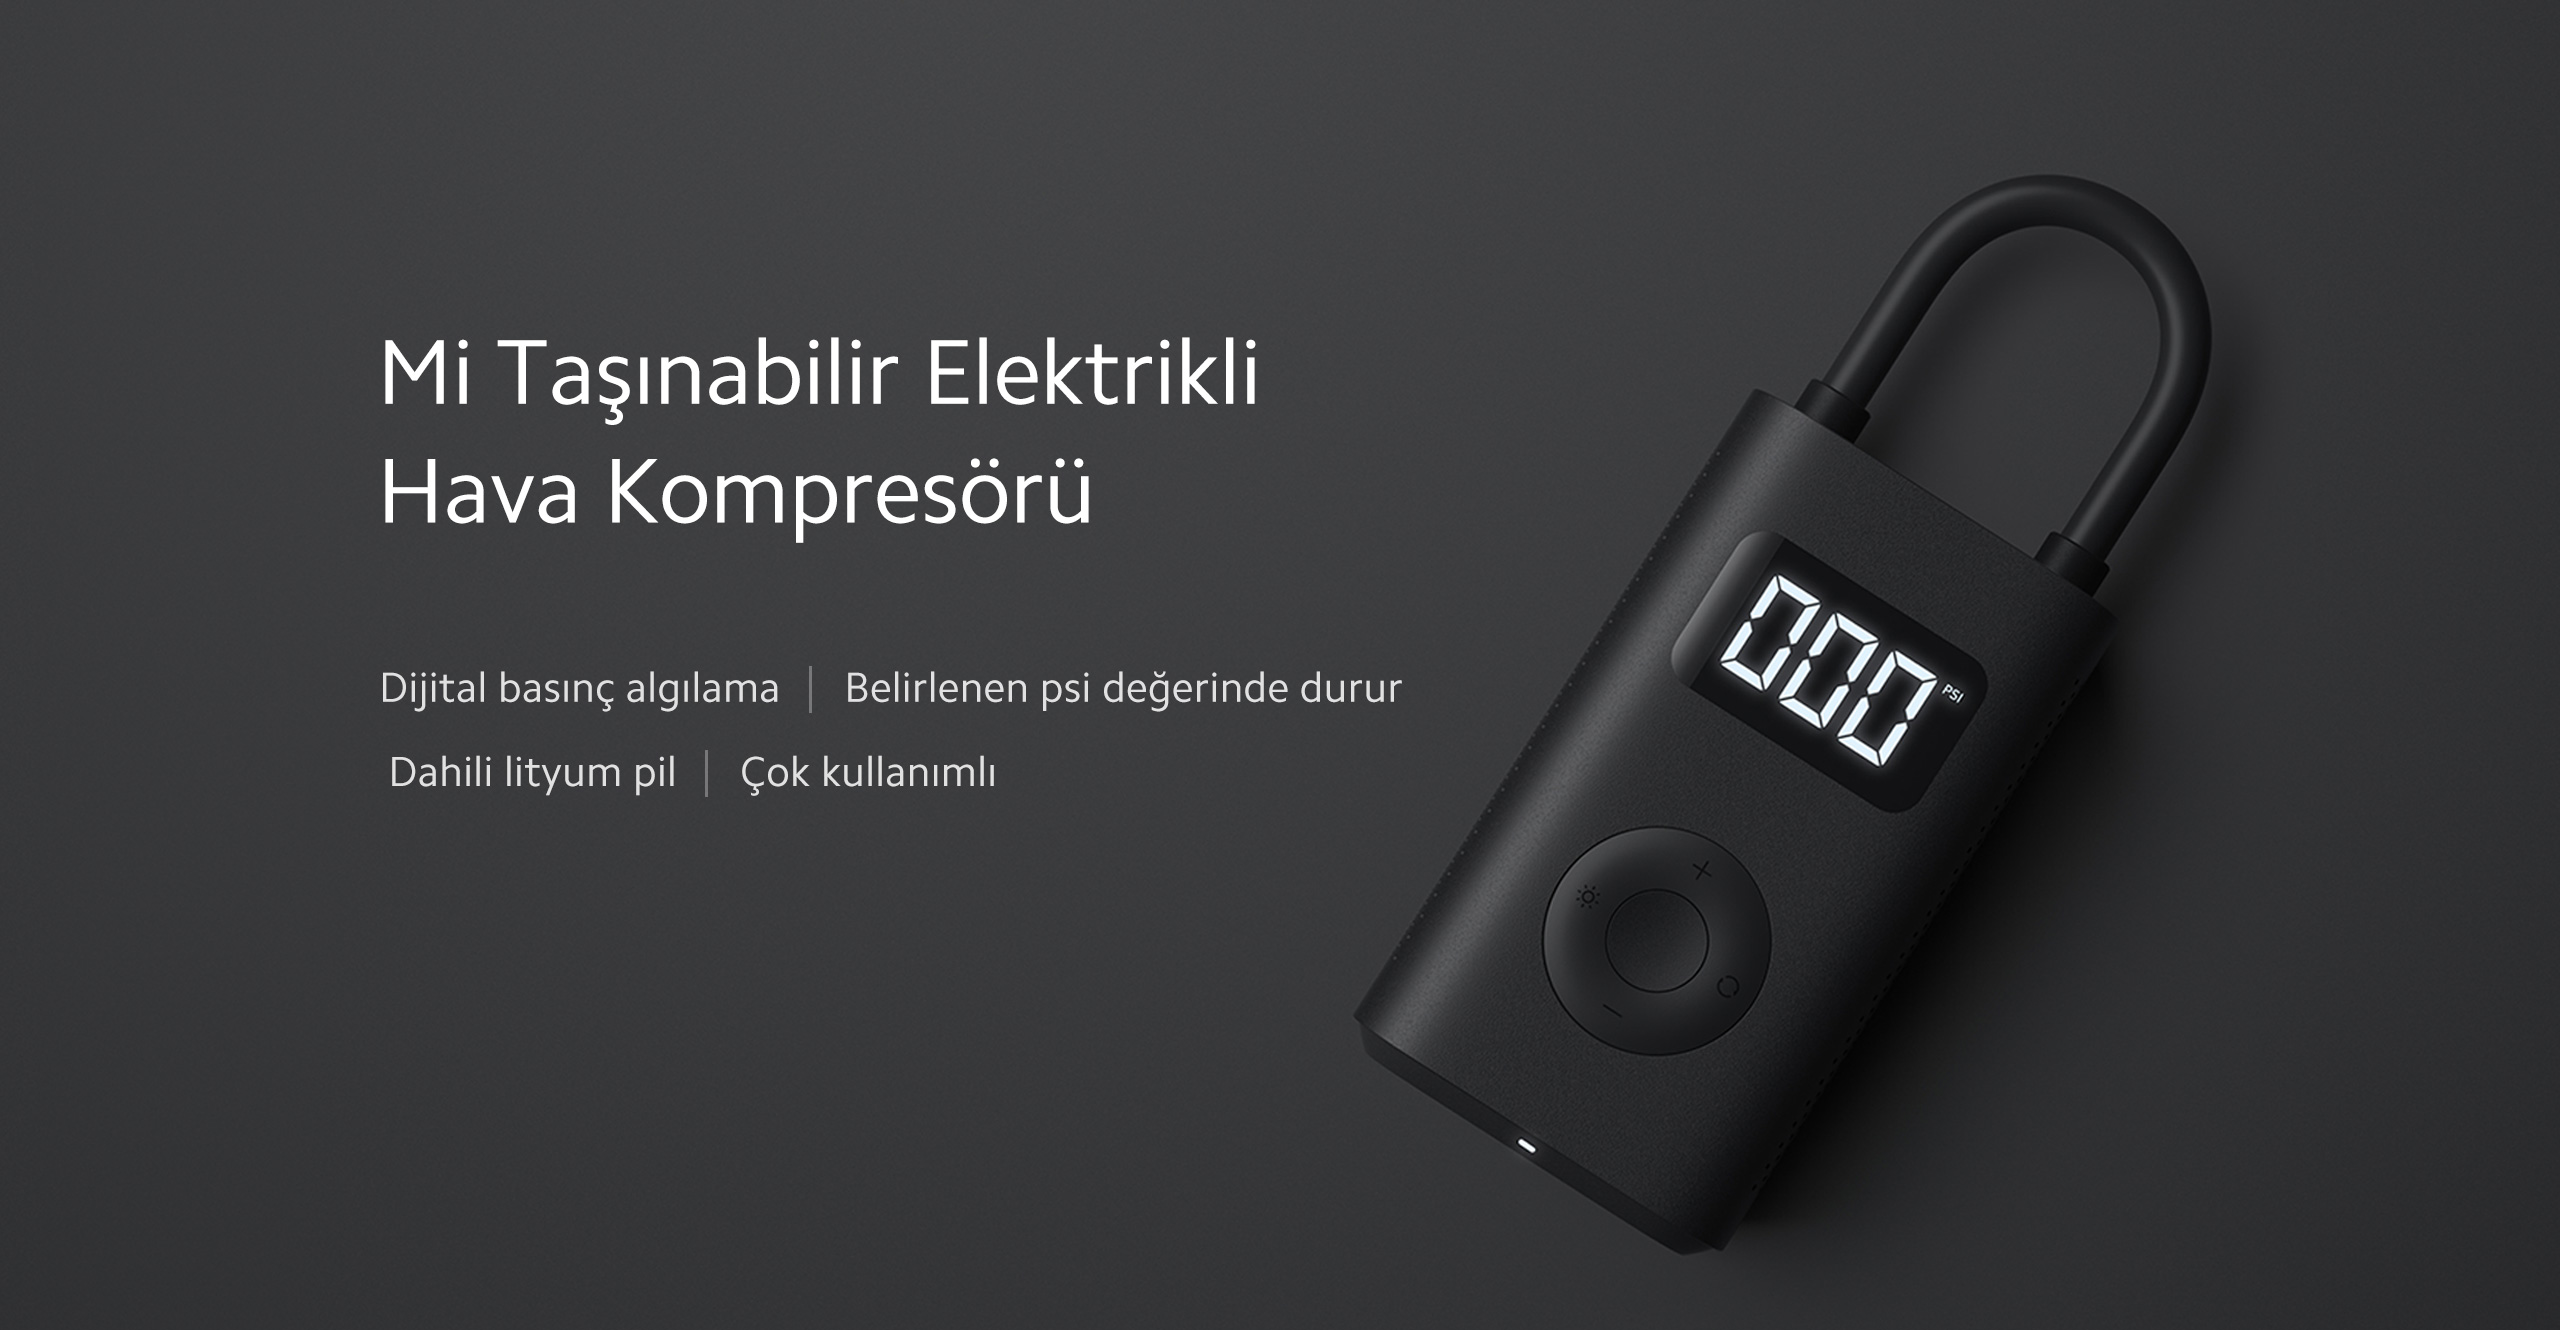 Mi Taşınabilir Elektrikli
Hava Kompresörü
Dijital basınç algılama | Belirlenen psi değerinde durur
Dahili lityum pil | Çok kullanımlı
000 PSI